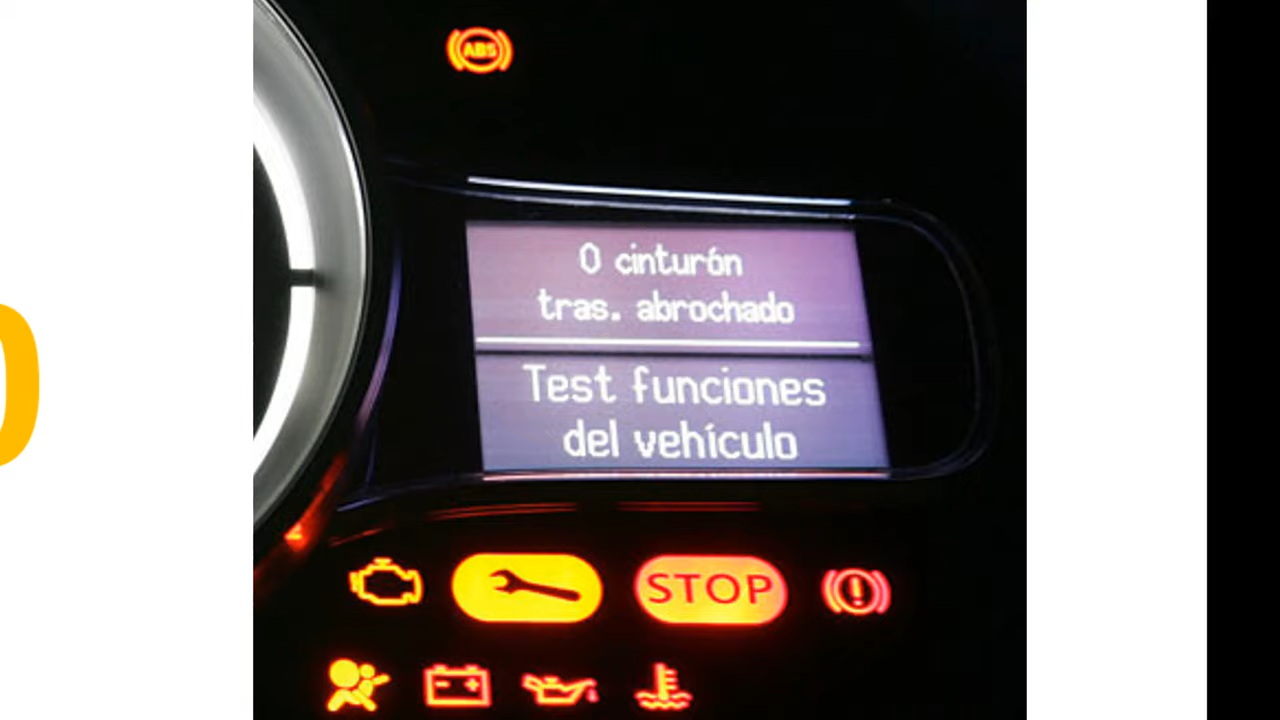 ABS
0 cinturón
tras. abrochado
Test funciones
del vehículo
STOP